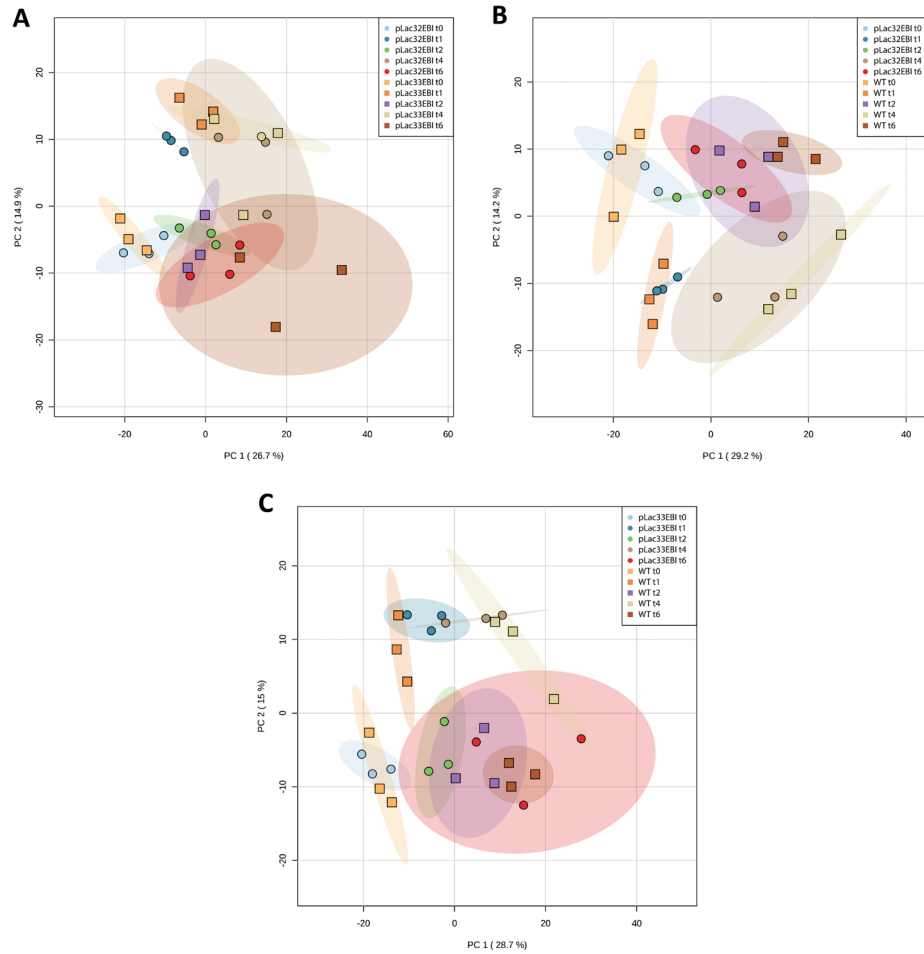 A
pLac32EBI t0
pLac32EBI t1
pLac32EBI t2
pLac32EBI t4
pLac32EBI t6
pLac33EBI t0
pLac33EBI t1
pLac33EBI t2
pLac33EBI t4
pLac33EBI t6
20
10
0
-10
-20
-30
PC 2 ( 14.9 %)
-20
0
20
40
60
PC 1 ( 26.7 %)
B
pLac32EBI t0
pLac32EBI t1
pLac32EBI t2
pLac32EBI t4
pLac32EBI t6
WT t0
WT t1
WT t2
WT t4
WT t6
20
10
0
-10
-20
PC 2 ( 14.2 %)
-20
0
20
40
PC 1 ( 29.2 %)
C
pLac33EBI t0
pLac33EBI t1
pLac33EBI t2
pLac33EBI t4
pLac33EBI t6
WT t0
WT t1
WT t2
WT t4
WT t6
20
10
0
-10
-20
PC 2 ( 15 %)
-20
0
20
40
PC 1 ( 28.7 %)